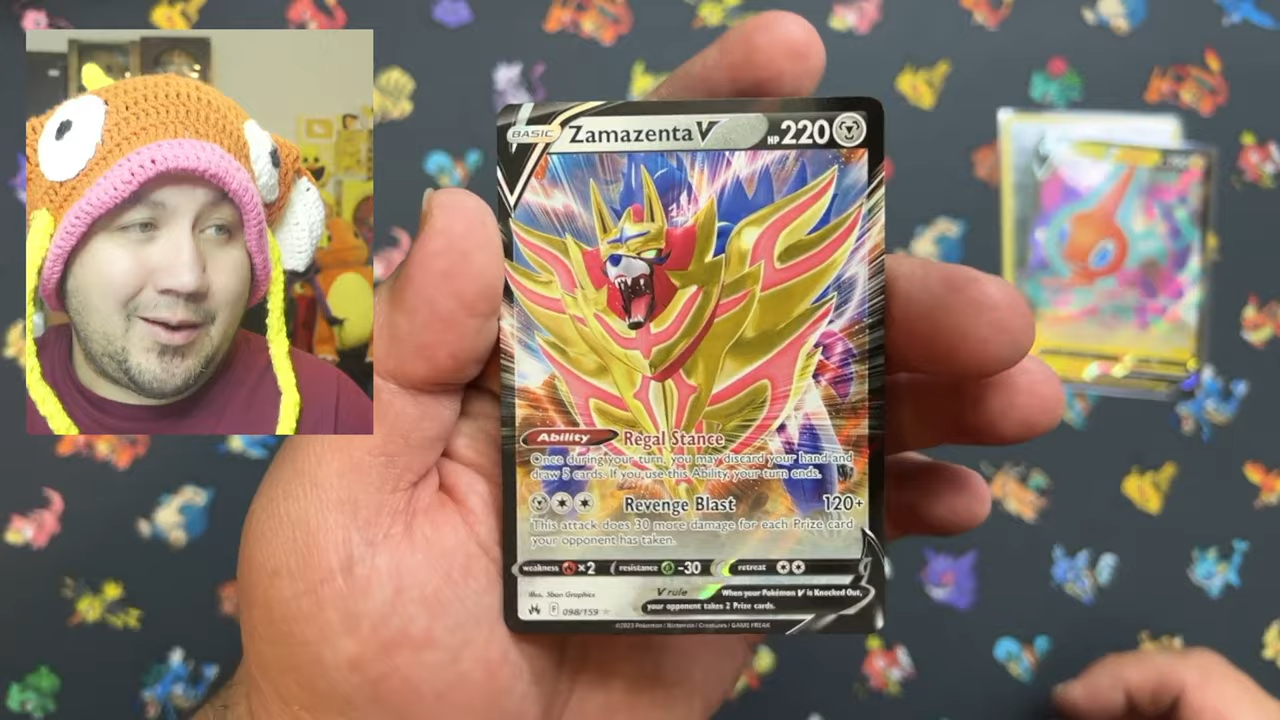 BASIC Zamazenta V HP 220
Ability Regal Stance
Once during your turn, you may discard your hand and
draw 5 cards. If you use this Ability, your turn ends.
Revenge Blast 120+
This attack does 30 more damage for each Prize card
your opponent has taken.
weakness ×2 resistance -30 retreat
Illus. 5ban Graphics
V rule When your Pokémon V is Knocked Out,
your opponent takes 2 Prize cards.
F 098/159
©2023 Pokémon / Nintendo / Creatures / GAME FREAK